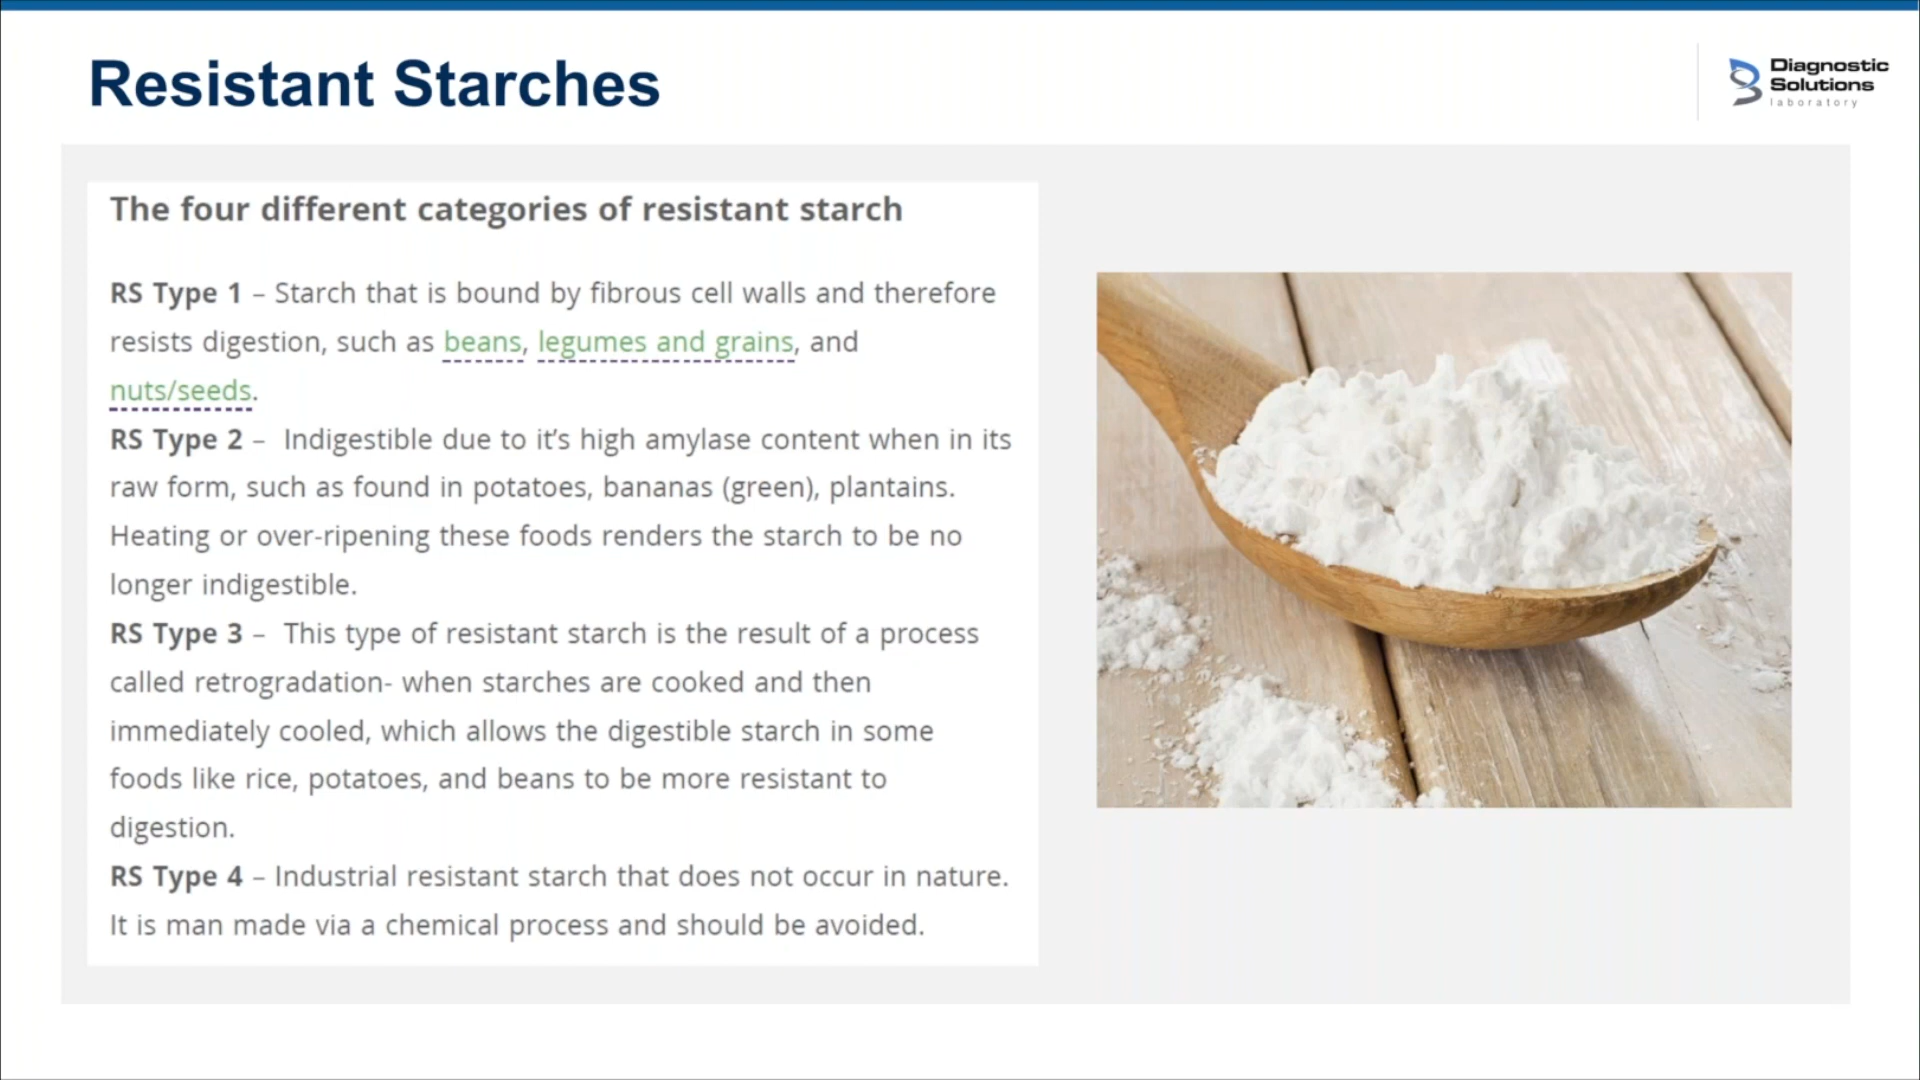 Resistant Starches
Diagnostic
Solutions
laboratory
The four different categories of resistant starch
RS Type 1 – Starch that is bound by fibrous cell walls and therefore
resists digestion, such as beans, legumes and grains, and
nuts/seeds.
RS Type 2 – Indigestible due to it’s high amylase content when in its
raw form, such as found in potatoes, bananas (green), plantains.
Heating or over-ripening these foods renders the starch to be no
longer indigestible.
RS Type 3 – This type of resistant starch is the result of a process
called retrogradation- when starches are cooked and then
immediately cooled, which allows the digestible starch in some
foods like rice, potatoes, and beans to be more resistant to
digestion.
RS Type 4 – Industrial resistant starch that does not occur in nature.
It is man made via a chemical process and should be avoided.